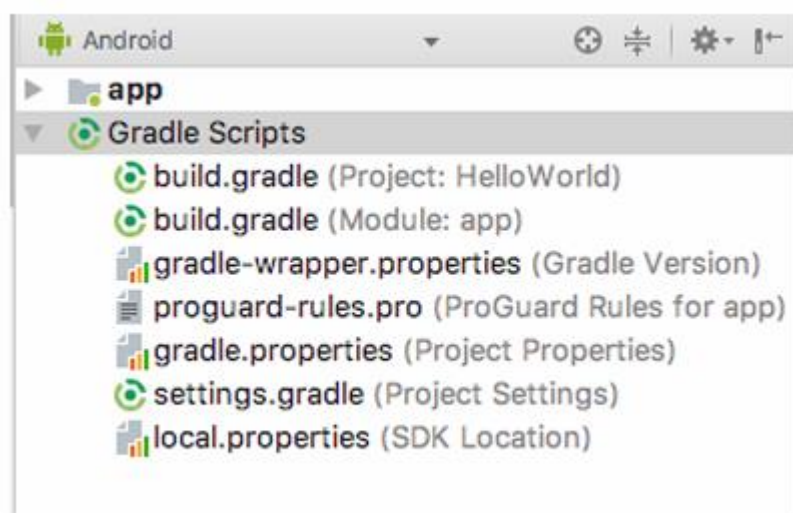 Android
app
Gradle Scripts
build.gradle (Project: HelloWorld)
build.gradle (Module: app)
gradle-wrapper.properties (Gradle Version)
proguard-rules.pro (ProGuard Rules for app)
gradle.properties (Project Properties)
settings.gradle (Project Settings)
local.properties (SDK Location)